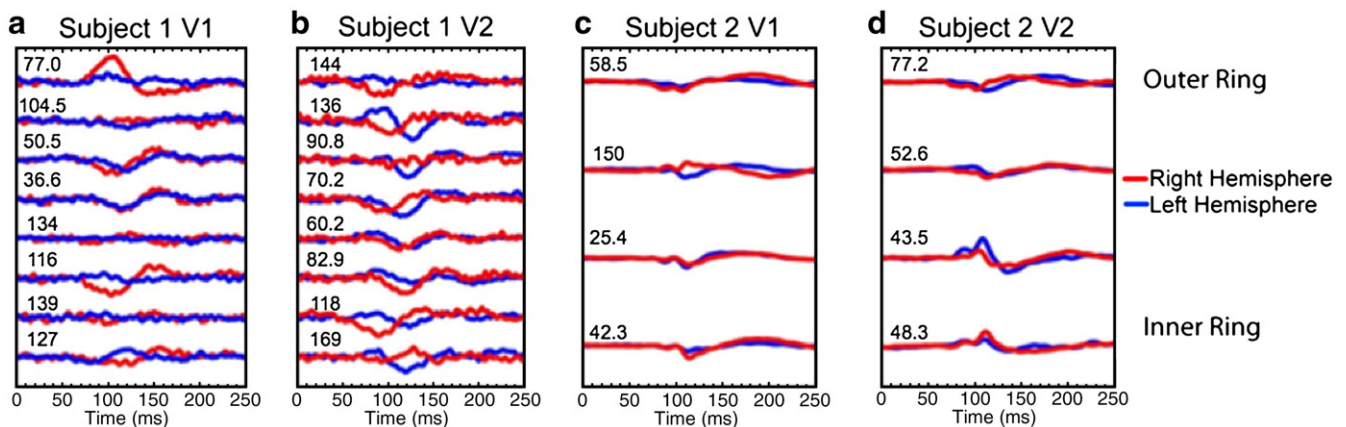 a Subject 1 V1
77.0
104.5
50.5
36.6
134
116
139
127
0 50 100 150 200 250
Time (ms)
b Subject 1 V2
144
136
90.8
70.2
60.2
82.9
118
169
0 50 100 150 200 250
Time (ms)
c Subject 2 V1
58.5
150
25.4
42.3
0 50 100 150 200 250
Time (ms)
d Subject 2 V2
77.2
52.6
43.5
48.3
0 50 100 150 200 250
Time (ms)
Outer Ring
Right Hemisphere
Left Hemisphere
Inner Ring